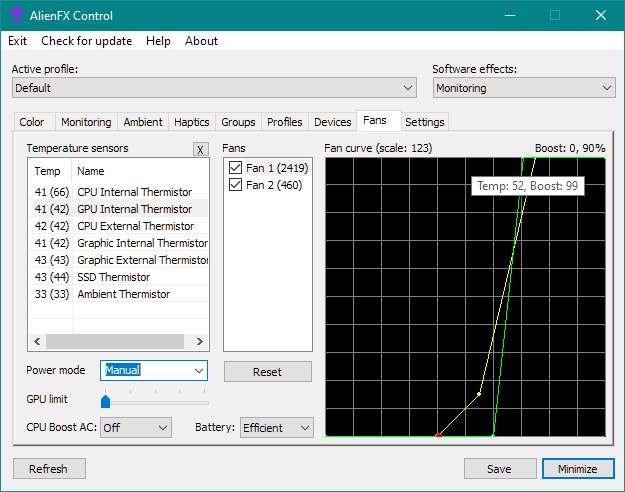 AlienFX Control
Exit Check for update Help About
Active profile: Software effects:
Default Monitoring
Color Monitoring Ambient Haptics Groups Profiles Devices Fans Settings
Temperature sensors X Fans Fan curve (scale: 123) Boost: 0, 90%
Temp Name
41 (66) CPU Internal Thermistor
41 (42) GPU Internal Thermistor
42 (42) CPU External Thermistor
41 (42) Graphic Internal Thermistor
43 (43) Graphic External Thermistor
43 (44) SSD Thermistor
33 (33) Ambient Thermistor
Fan 1 (2419)
Fan 2 (460)
Temp: 52, Boost: 99
Power mode Manual Reset
GPU limit
CPU Boost AC: Off Battery: Efficient
Refresh Save Minimize